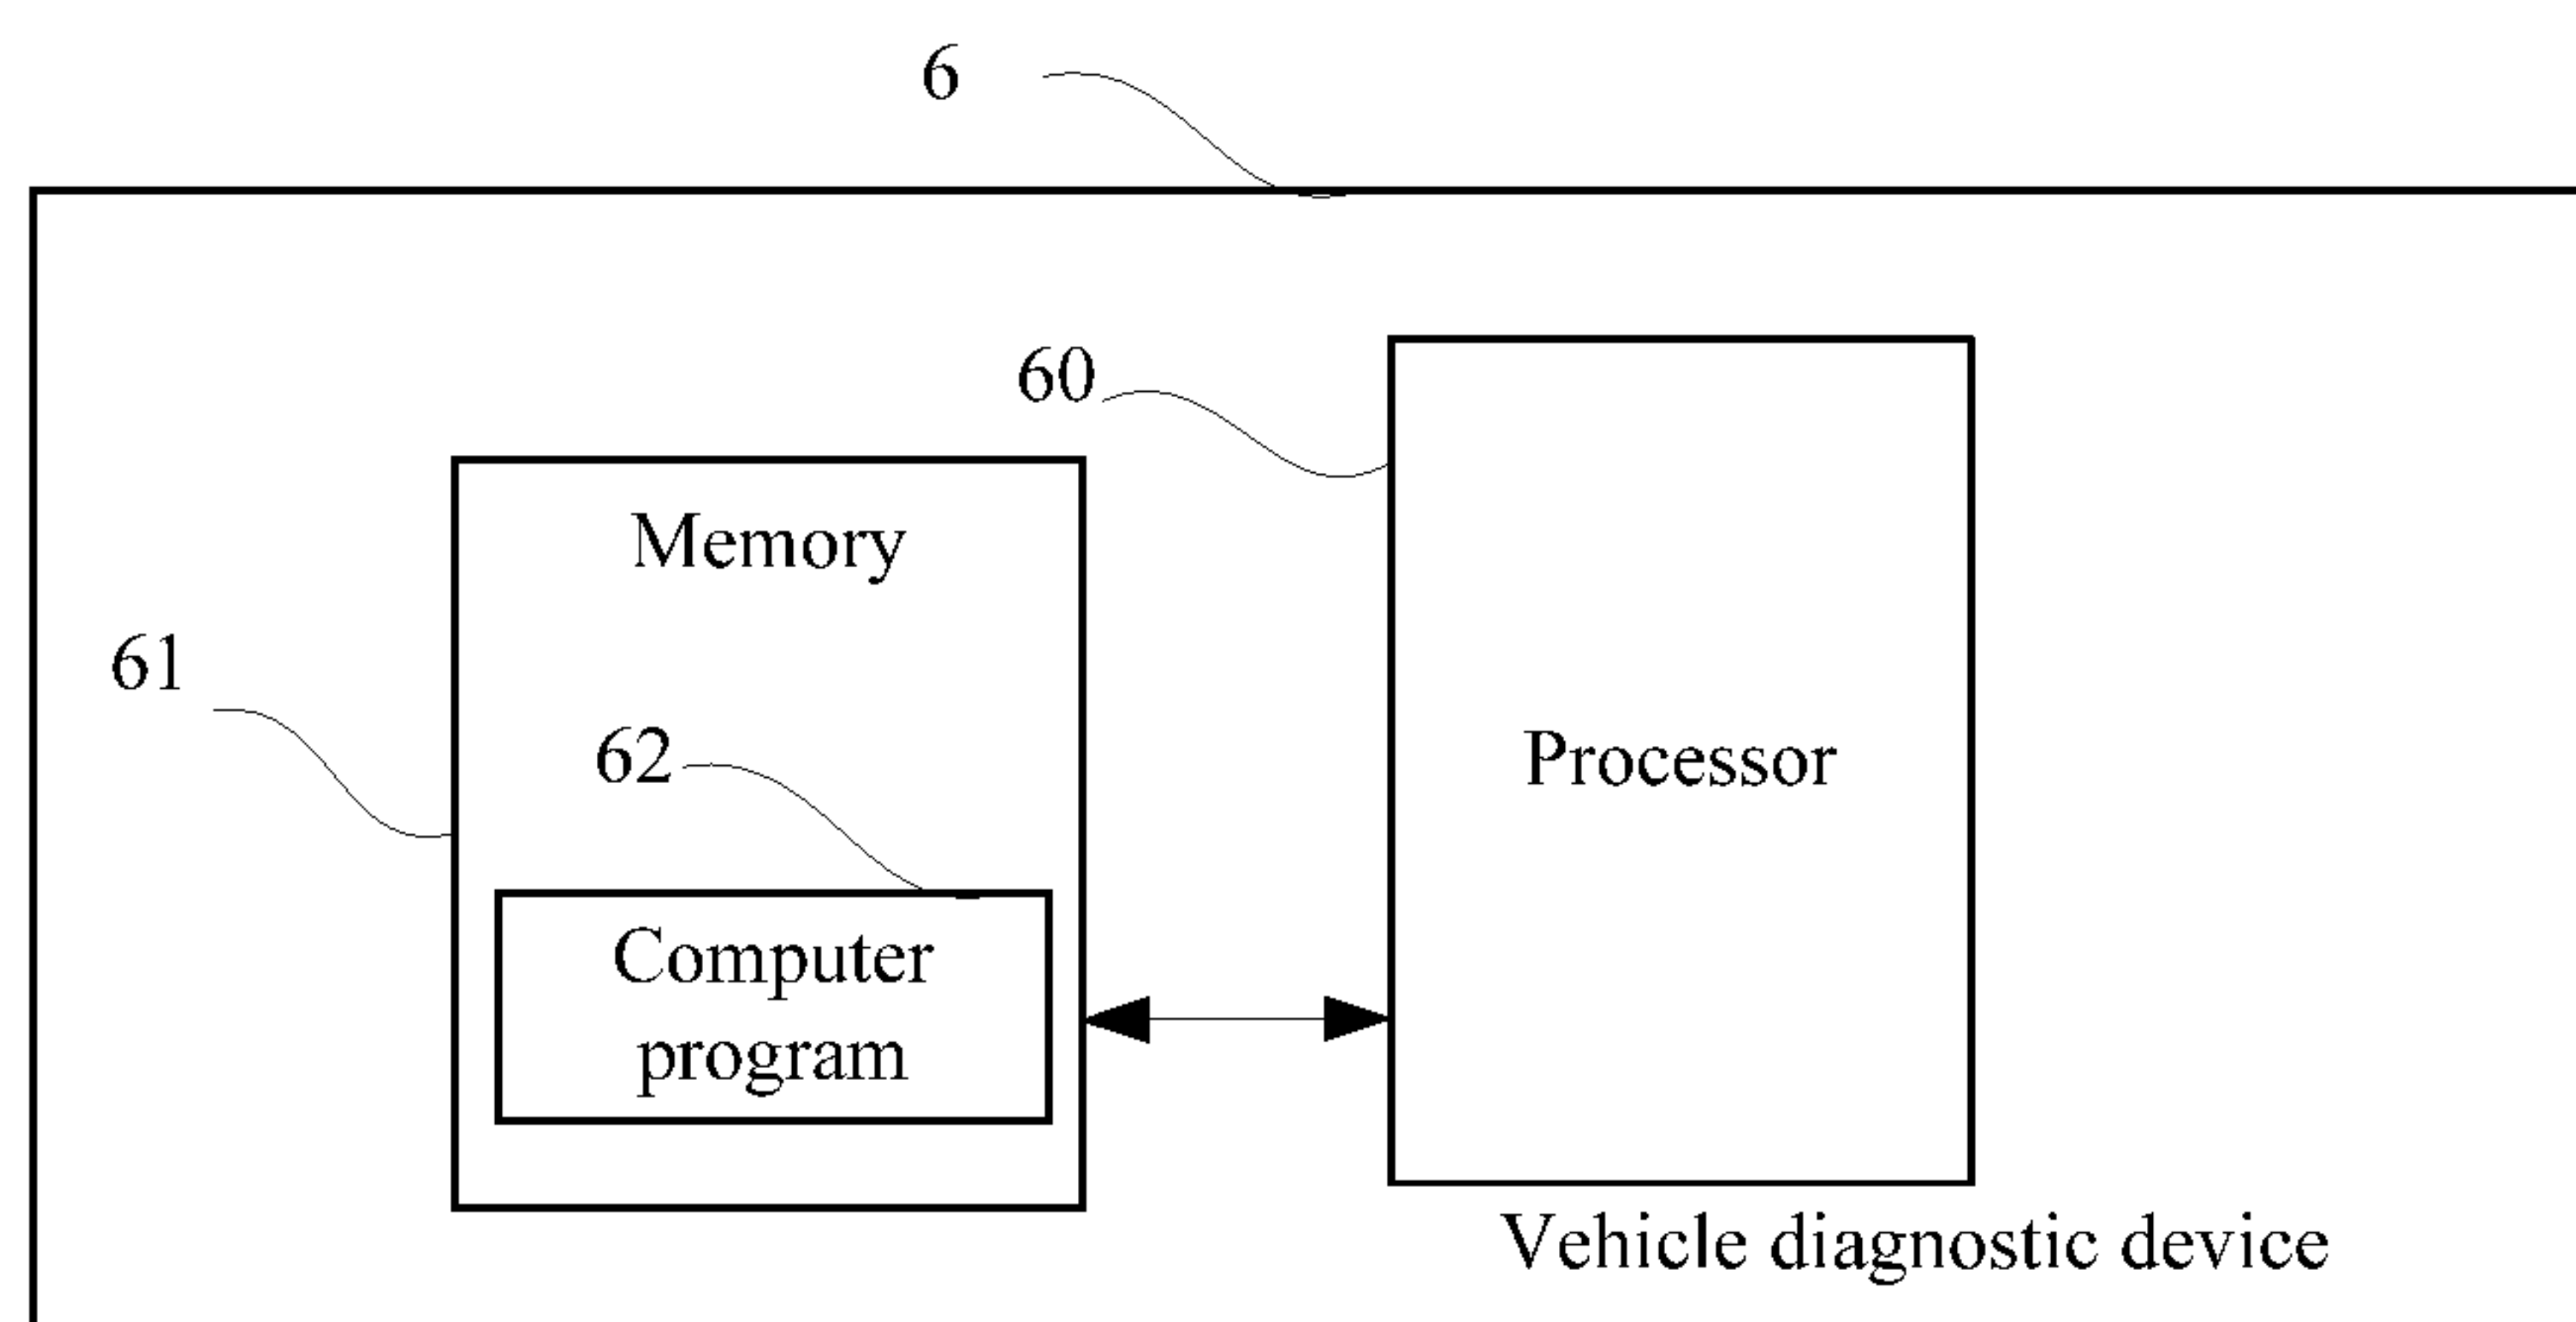 6
60
Memory
61
62
Processor
Computer
program
Vehicle diagnostic device